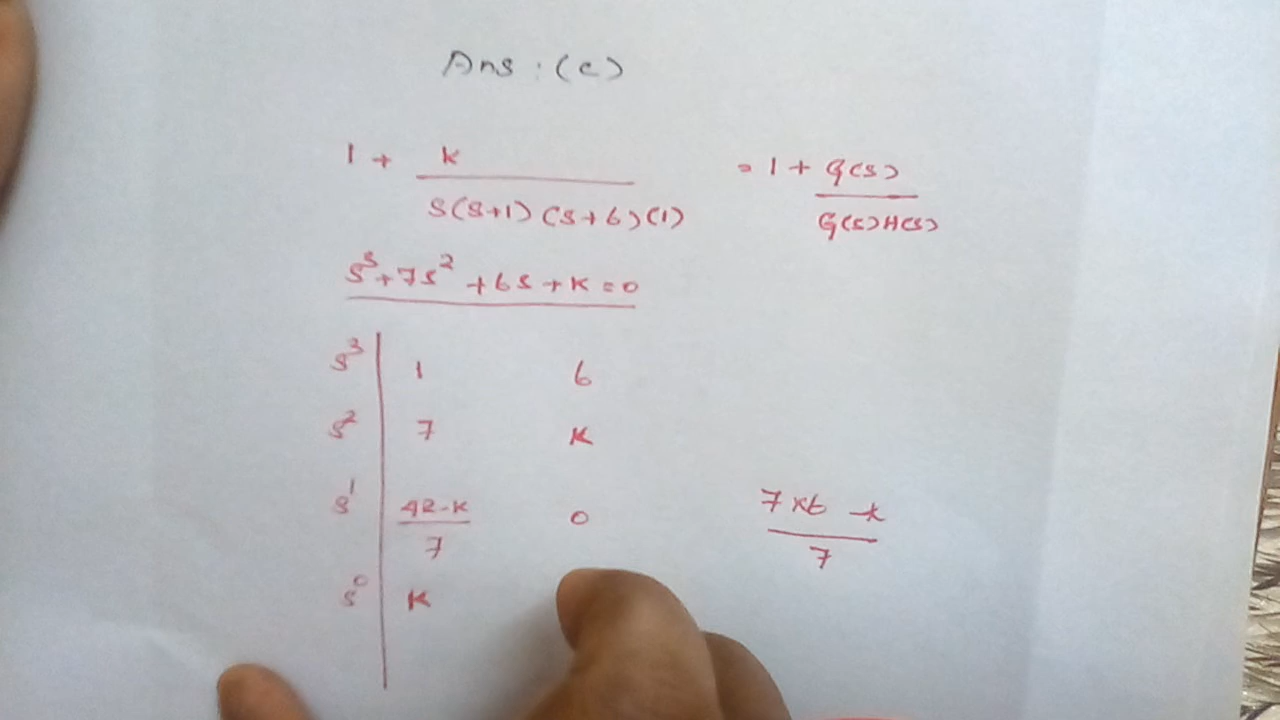 Ans : (c)
1 + K / S(S+1) (S+6) (1) = 1 + G(S) / G(S)H(S)
S³+7S²+6S+K=0
S³ 1 6
S² 7 K
S¹ 42-K / 7 0 7×6 -K / 7
S⁰ K